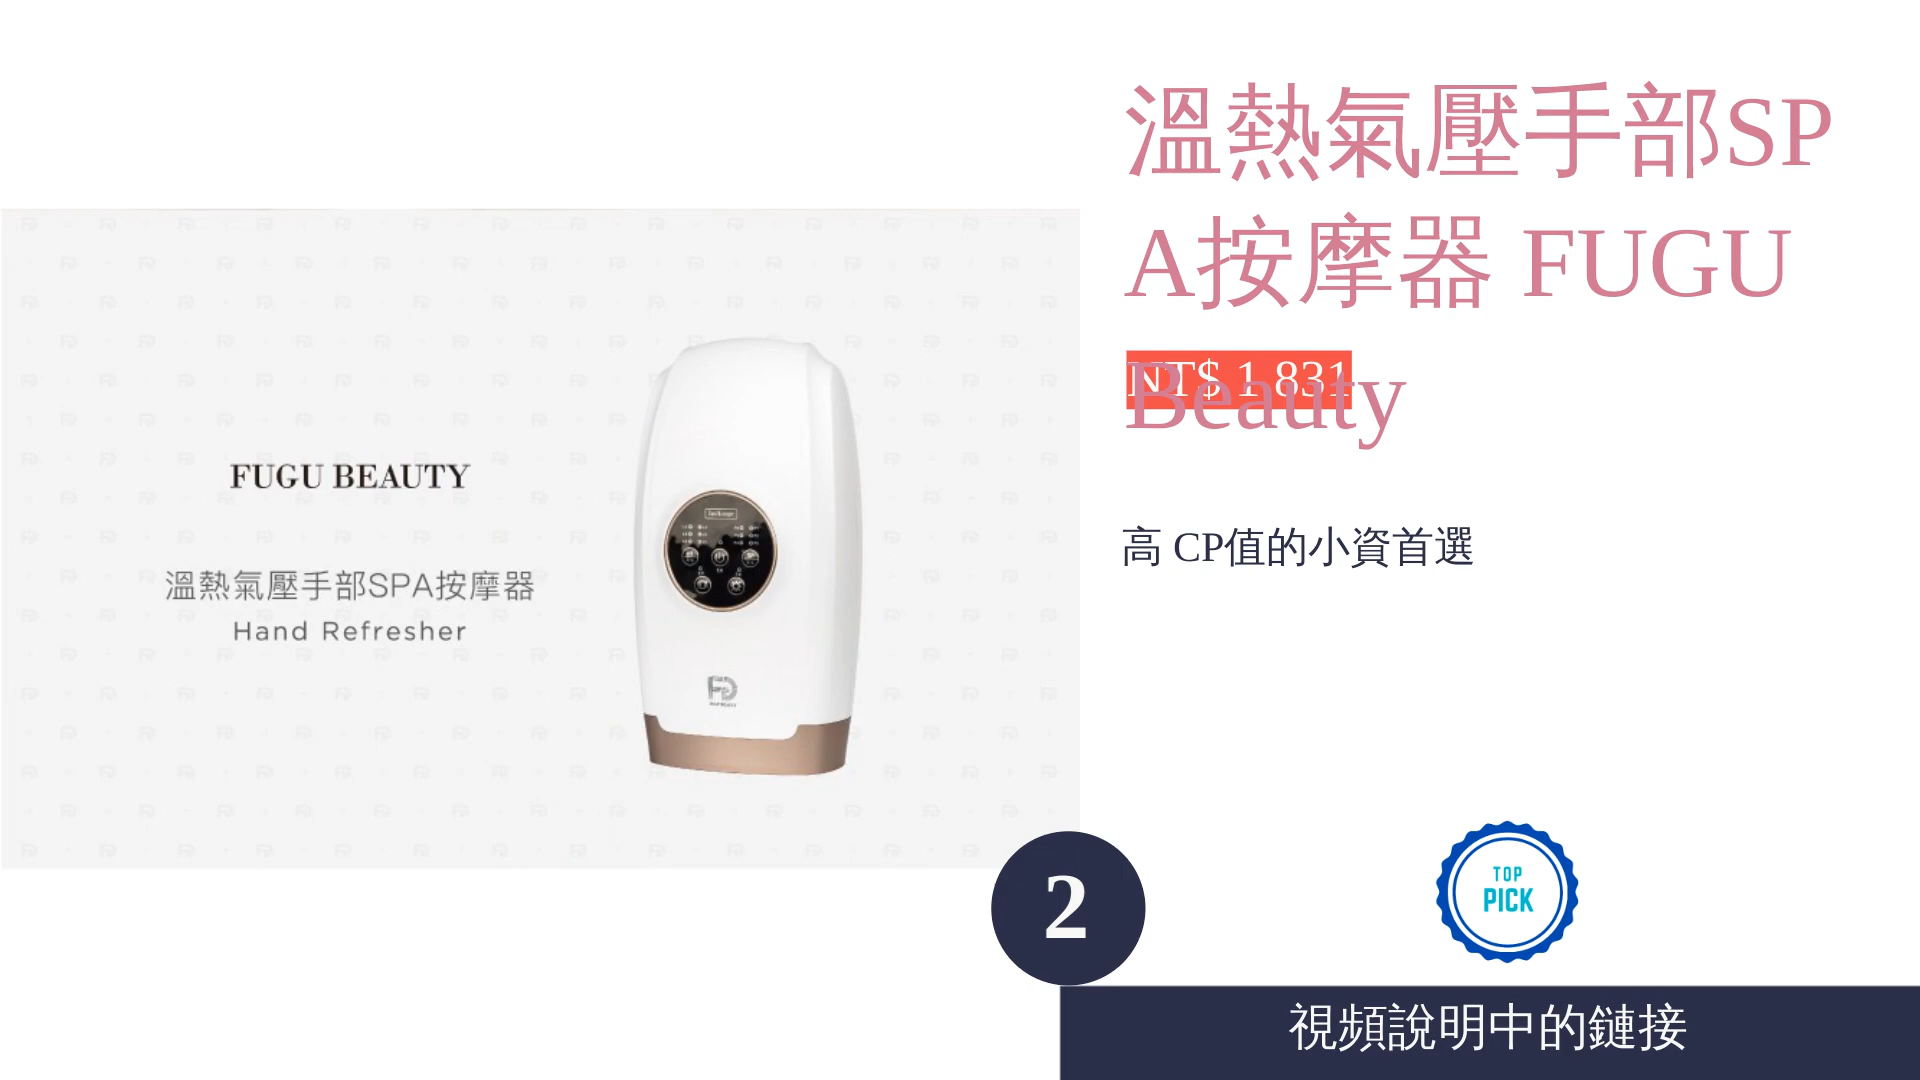 溫熱氣壓手部SP
A按摩器 FUGU
Beauty
NT$ 1 831
高 CP值的小資首選
FUGU BEAUTY
溫熱氣壓手部SPA按摩器
Hand Refresher
2
TOP
PICK
視頻說明中的鏈接